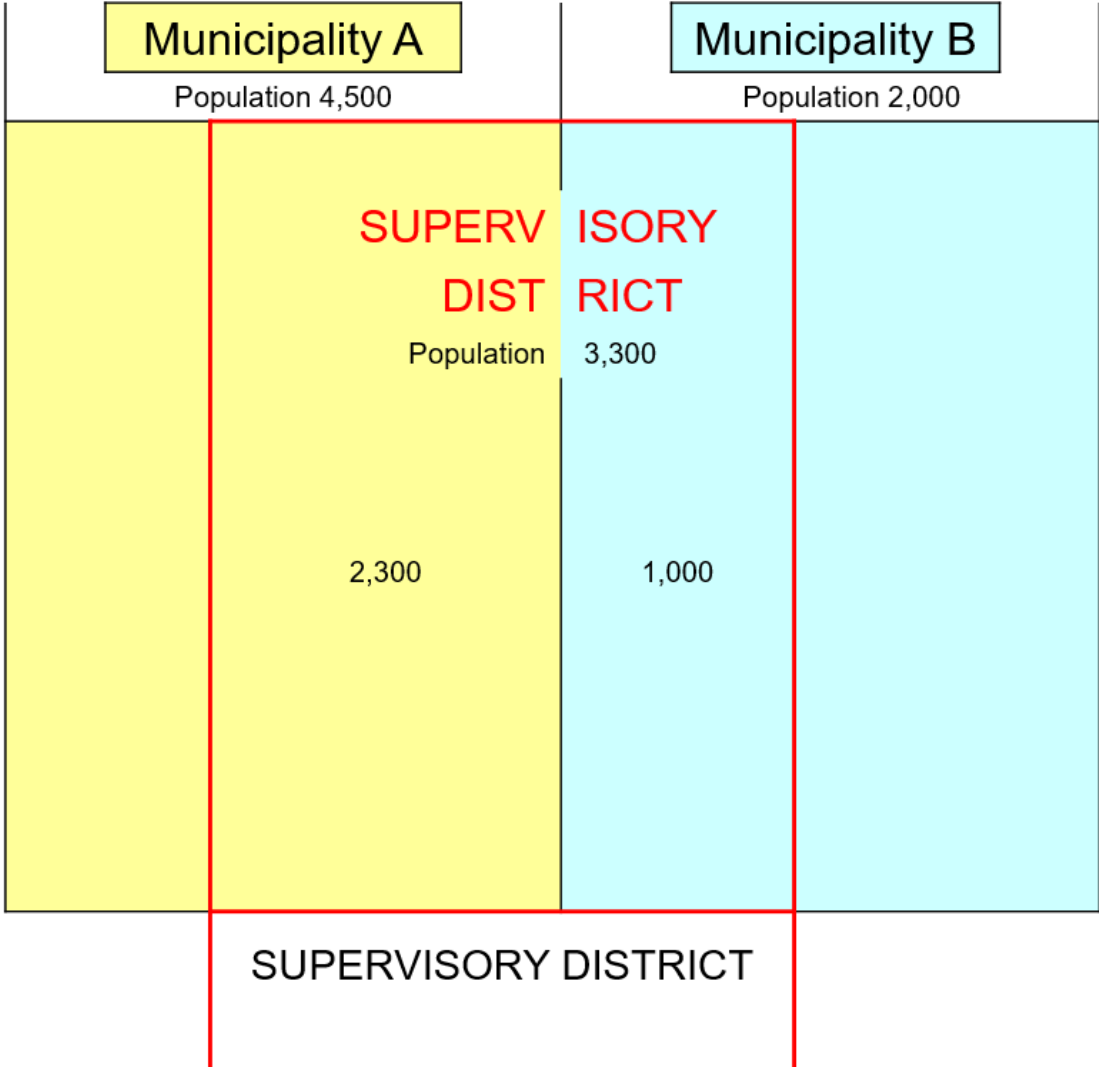 Municipality A
Municipality B
Population 4,500
Population 2,000
SUPERV ISORY
DIST RICT
Population 3,300
2,300
1,000
SUPERVISORY DISTRICT